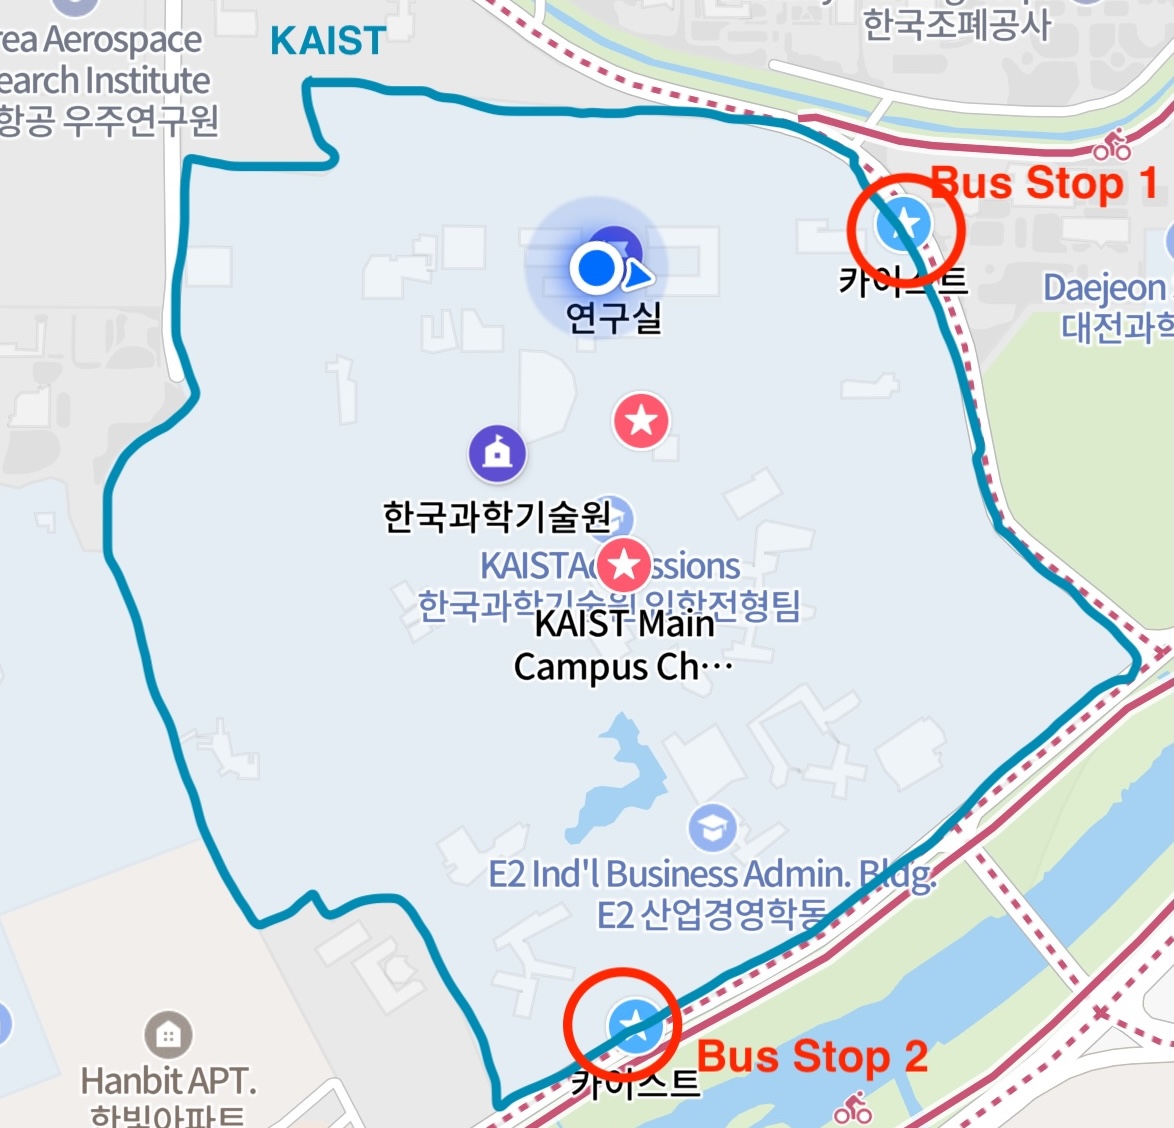 한국조폐공사
KAIST
rea Aerospace
earch Institute
항공 우주연구원
Bus Stop 1
카이스트
Daejeon
대전과학
연구실
한국과학기술원
한국과학기술원 입학전형팀
KAIST Main
Campus Ch…
E2 Ind'l Business Admin. Bldg.
E2 산업경영학동
Bus Stop 2
카이스트
Hanbit APT.
한빛아파트